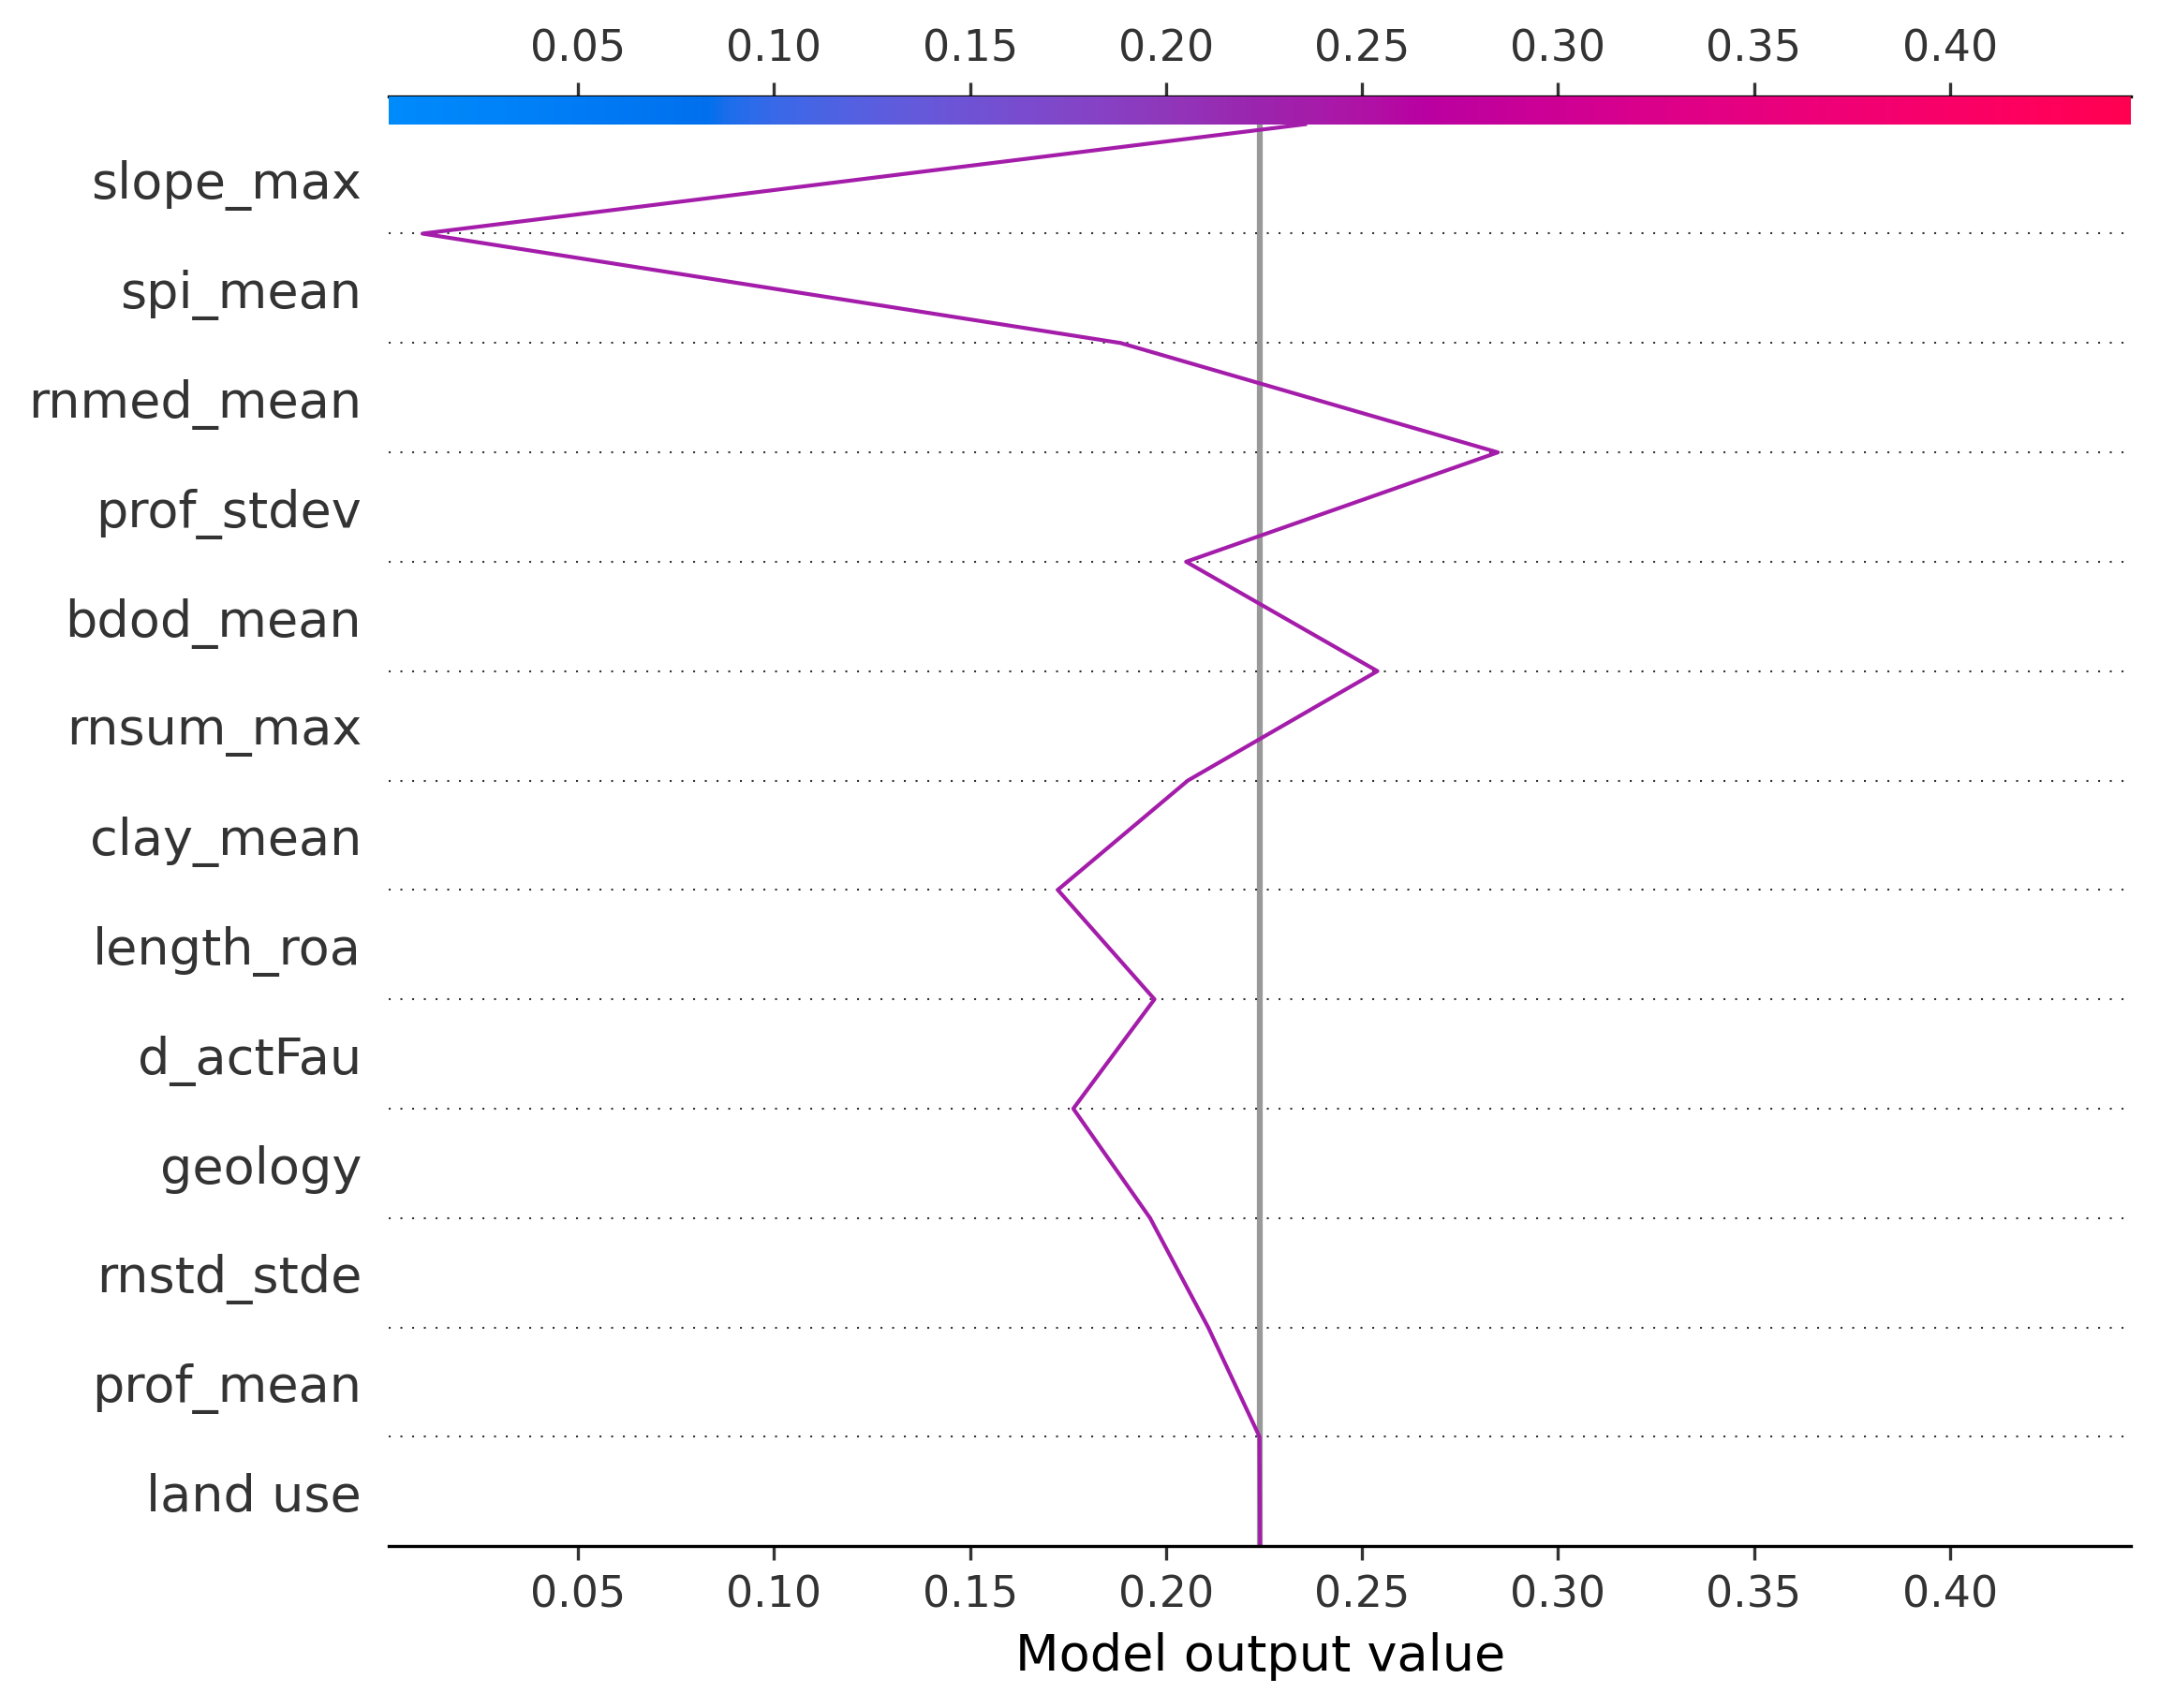 0.05 0.10 0.15 0.20 0.25 0.30 0.35 0.40
slope_max
spi_mean
rnmed_mean
prof_stdev
bdod_mean
rnsum_max
clay_mean
length_roa
d_actFau
geology
rnstd_stde
prof_mean
land use
0.05 0.10 0.15 0.20 0.25 0.30 0.35 0.40
Model output value